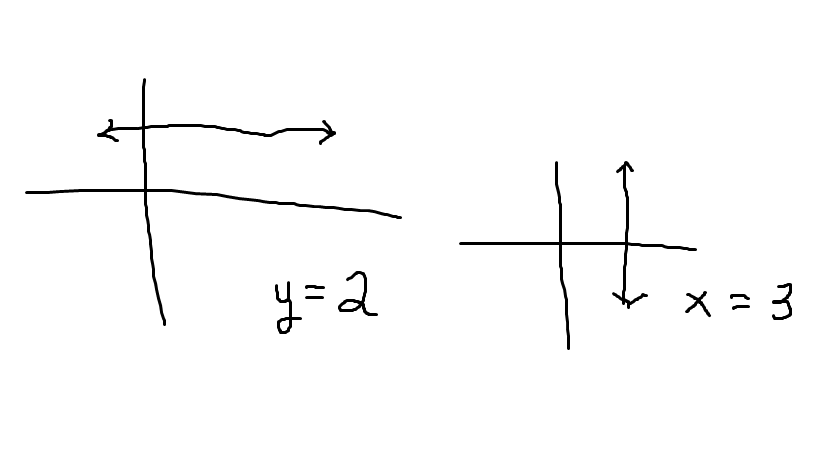 y = 2
x = 3